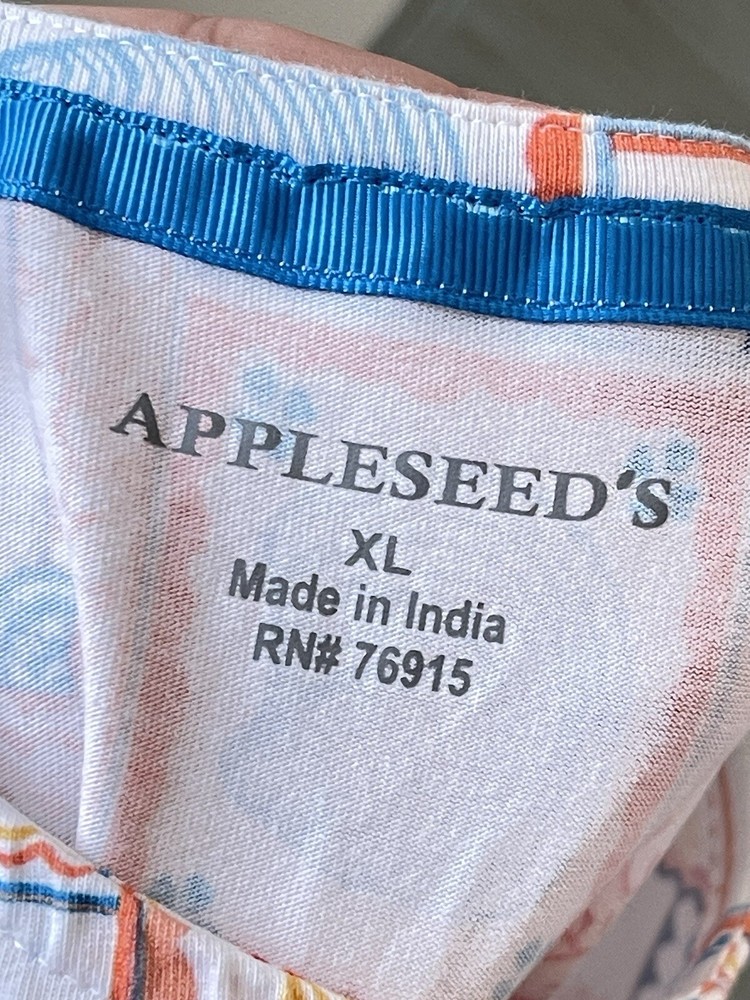 APPLESEED'S
XL
Made in India
RN# 76915